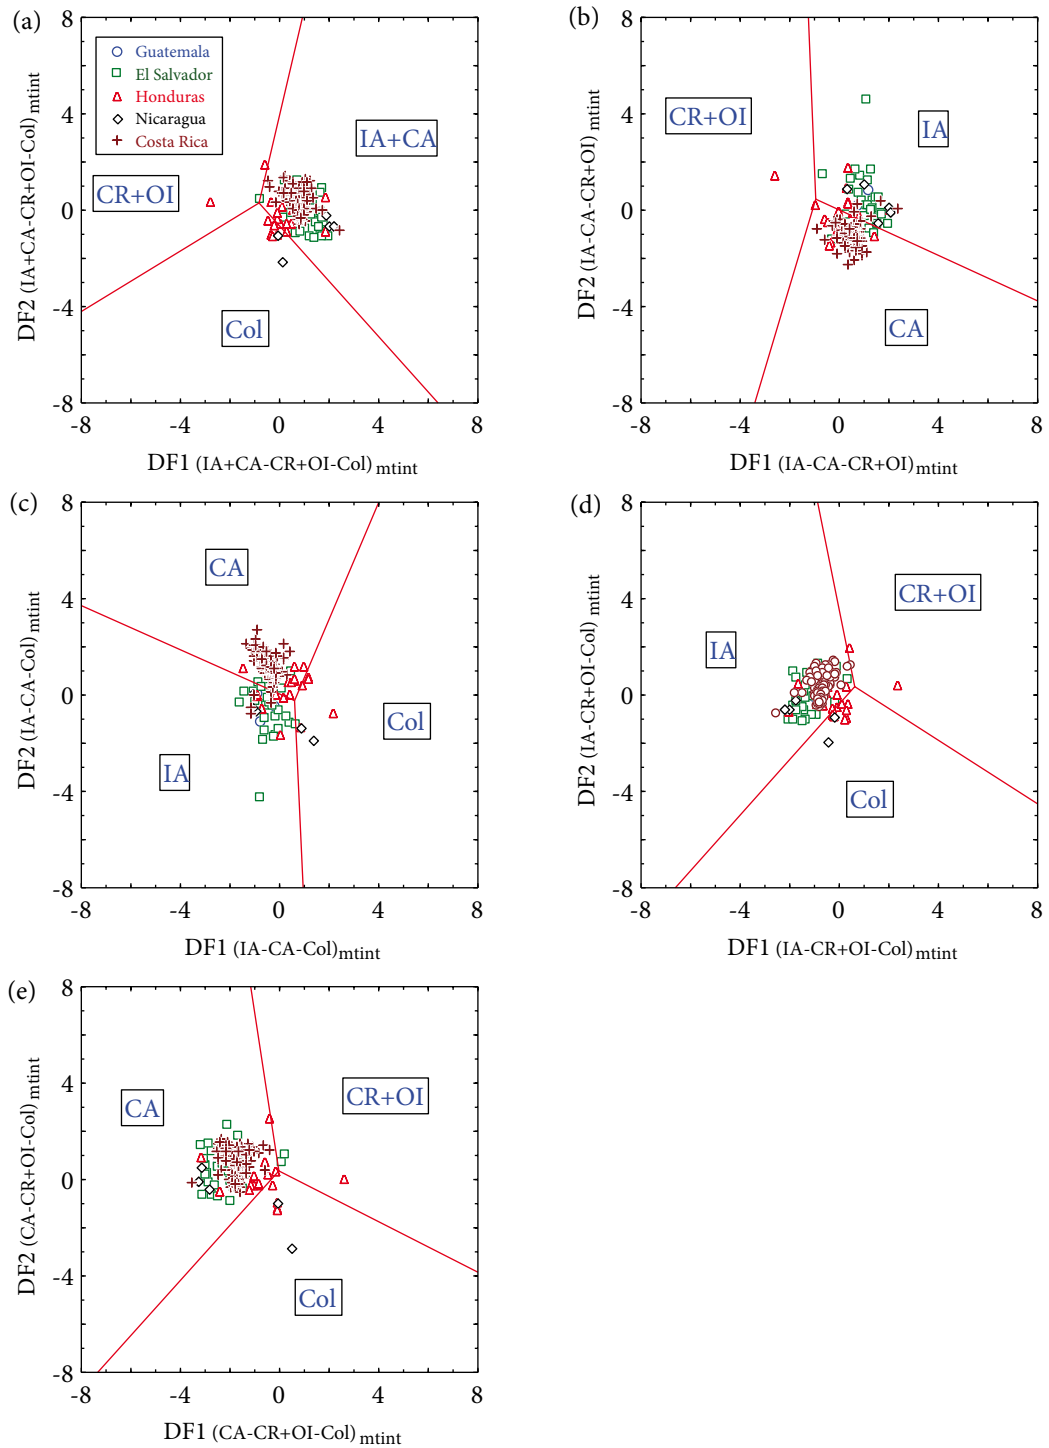 (a)
8
4
0
-4
-8
-8
-4
0
4
8
Guatemala
El Salvador
Honduras
Nicaragua
Costa Rica
IA+CA
CR+OI
Col
DF2 (IA+CA-CR+OI-Col)mtint
DF1 (IA+CA-CR+OI-Col)mtint
(b)
8
4
0
-4
-8
-8
-4
0
4
8
CR+OI
IA
CA
DF2 (IA-CA-CR+OI)mtint
DF1 (IA-CA-CR+OI)mtint
(c)
8
4
0
-4
-8
-8
-4
0
4
8
CA
Col
IA
DF2 (IA-CA-Col)mtint
DF1 (IA-CA-Col)mtint
(d)
8
4
0
-4
-8
-8
-4
0
4
8
CR+OI
IA
Col
DF2 (IA-CR+OI-Col)mtint
DF1 (IA-CR+OI-Col)mtint
(e)
8
4
0
-4
-8
-8
-4
0
4
8
CA
CR+OI
Col
DF2 (CA-CR+OI-Col)mtint
DF1 (CA-CR+OI-Col)mtint